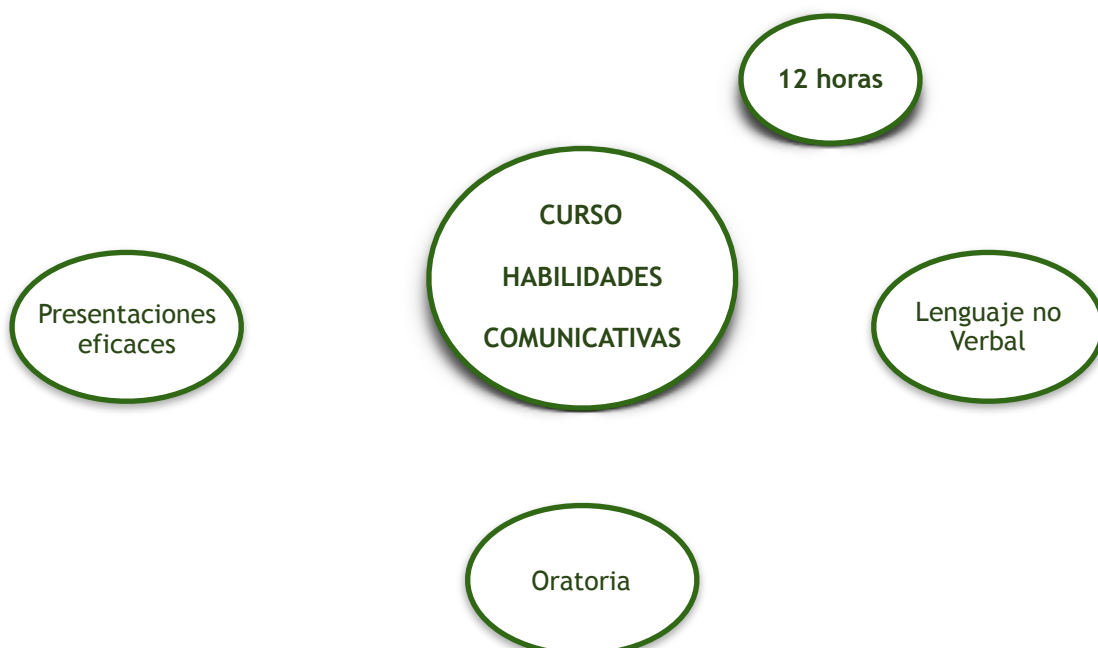 12 horas
CURSO
HABILIDADES
COMUNICATIVAS
Presentaciones
eficaces
Lenguaje no
Verbal
Oratoria